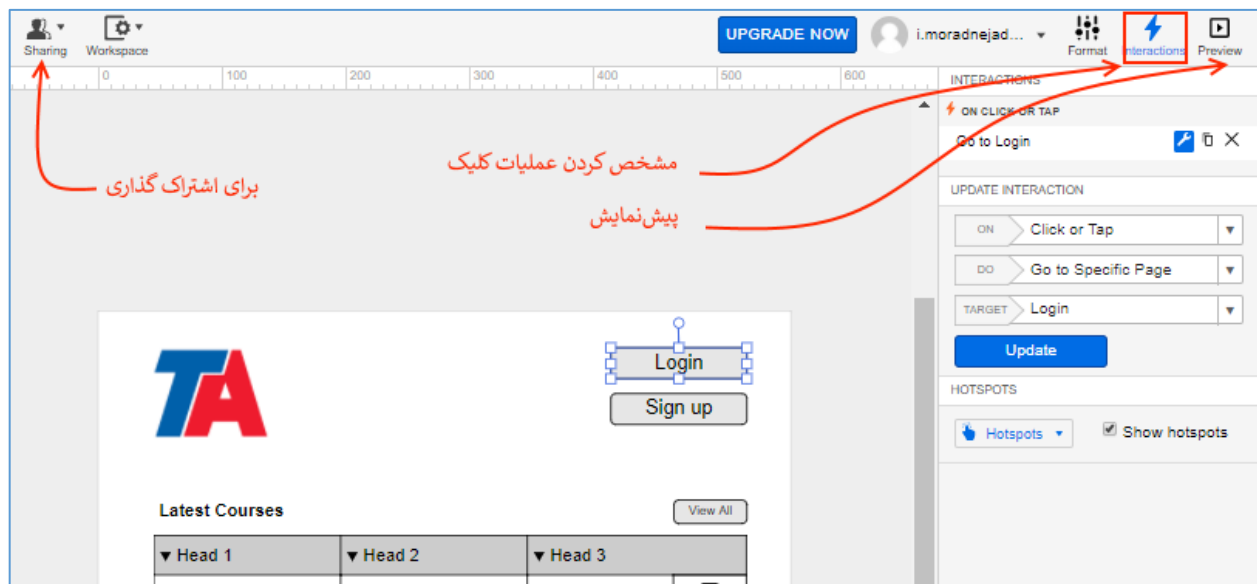 Sharing
Workspace
UPGRADE NOW
i.moradnejad...
Format
Interactions
Preview
0 100 200 300 400 500 600
INTERACTIONS
ON CLICK OR TAP
Go to Login
مشخص کردن عملیات کلیک
برای اشتراک گذاری
پیش‌نمایش
UPDATE INTERACTION
ON Click or Tap
DO Go to Specific Page
TARGET Login
Update
HOTSPOTS
Hotspots
Show hotspots
TA
Login
Sign up
Latest Courses
View All
▼ Head 1 ▼ Head 2 ▼ Head 3